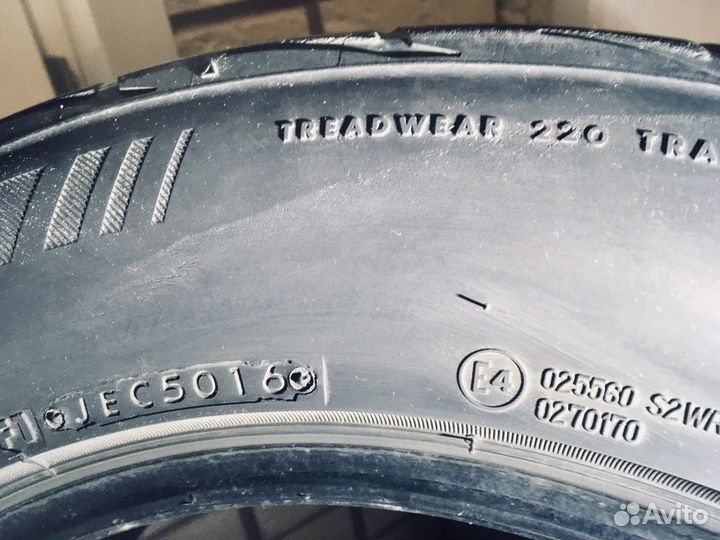 TREADWEAR 220 TRA
JEC5016
E4 025560 S2WR
0270170
Avito